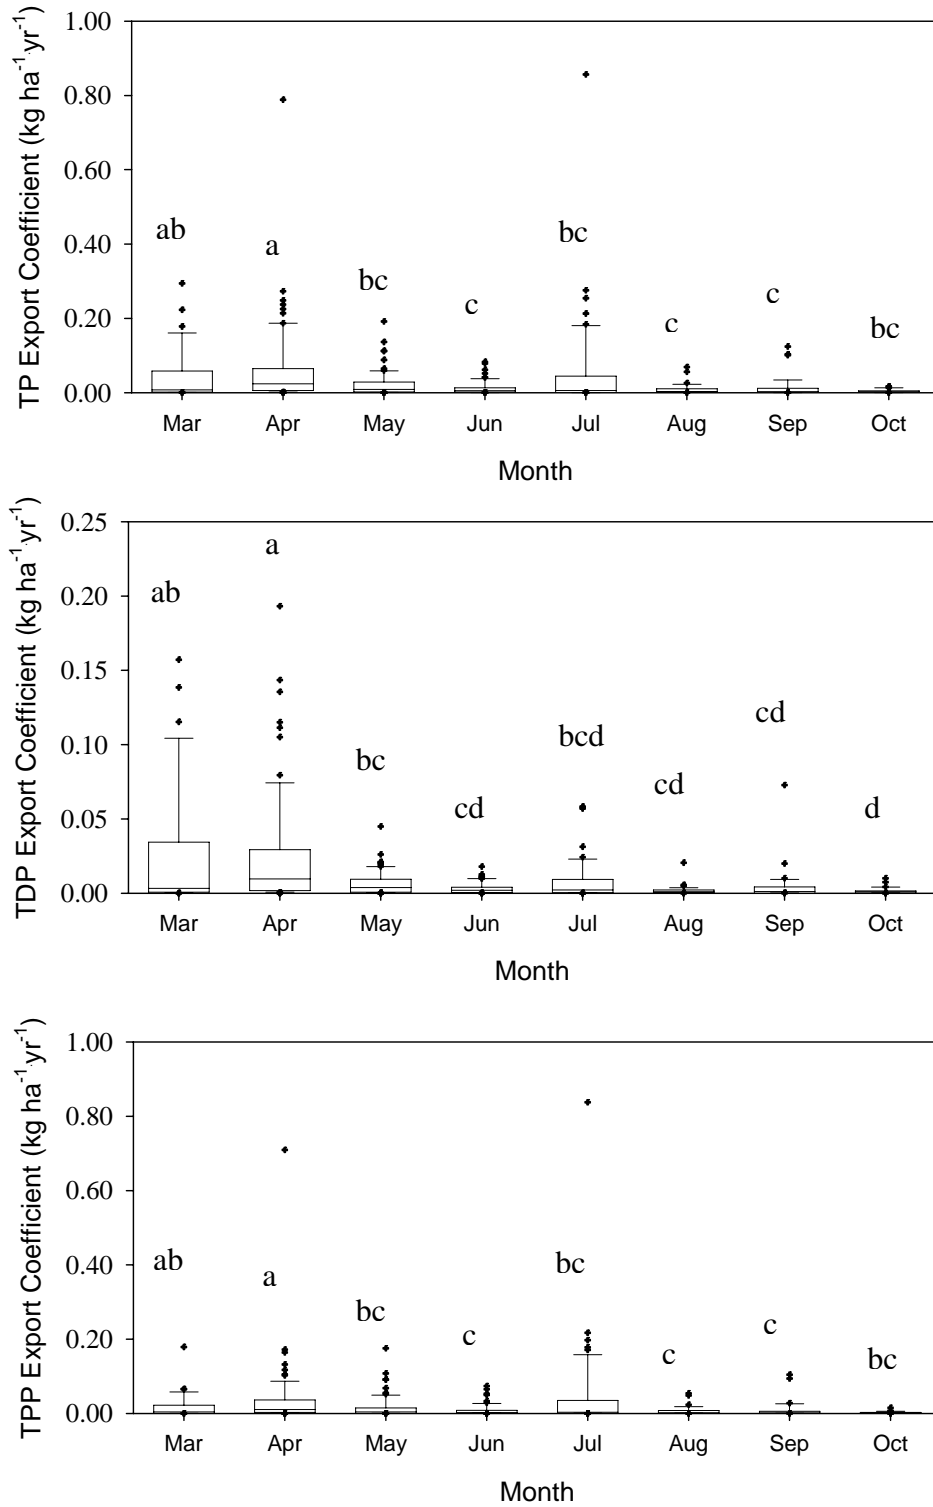 TP Export Coefficient (kg ha⁻¹ yr⁻¹)
1.00
0.80
0.60
0.40
0.20
0.00
ab
a
bc
c
bc
c
c
bc
Mar Apr May Jun Jul Aug Sep Oct
Month
TDP Export Coefficient (kg ha⁻¹ yr⁻¹)
0.25
0.20
0.15
0.10
0.05
0.00
ab
a
bc
cd
bcd
cd
cd
d
Mar Apr May Jun Jul Aug Sep Oct
Month
TPP Export Coefficient (kg ha⁻¹ yr⁻¹)
1.00
0.80
0.60
0.40
0.20
0.00
ab
a
bc
c
bc
c
c
bc
Mar Apr May Jun Jul Aug Sep Oct
Month